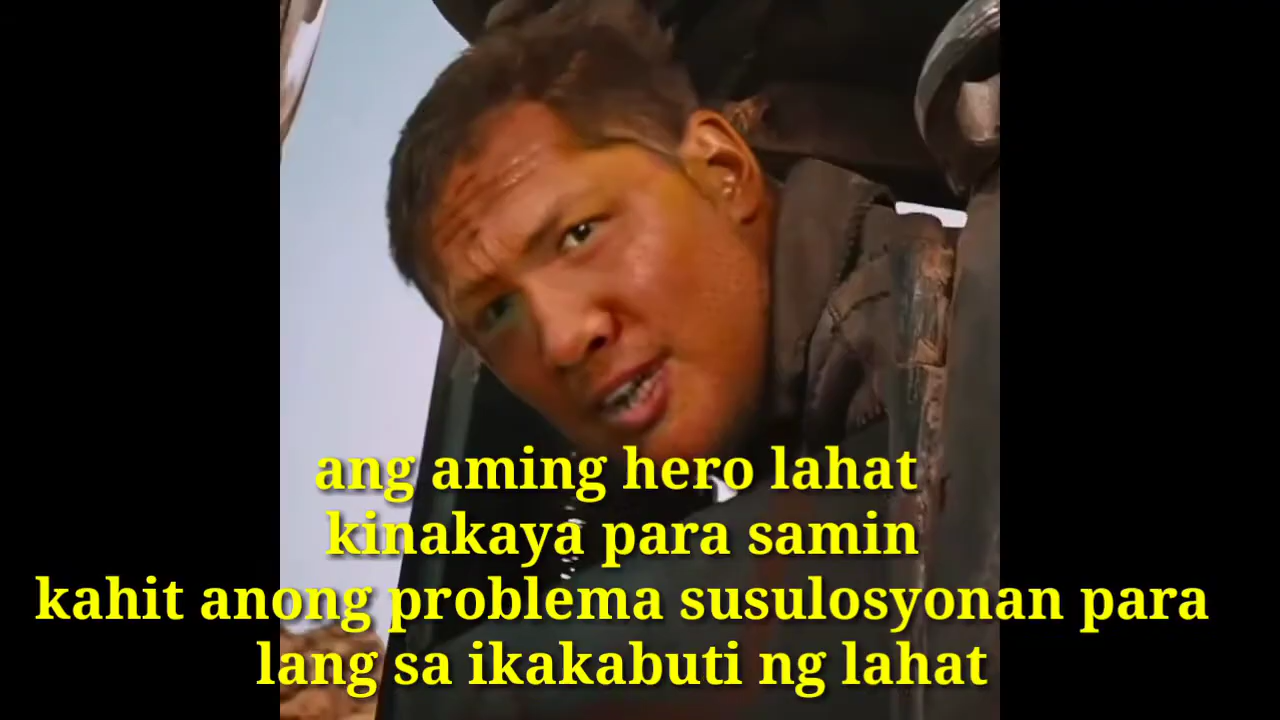 ang aming hero lahat
kinakaya para samin
kahit anong problema susulosyonan para
lang sa ikakabuti ng lahat